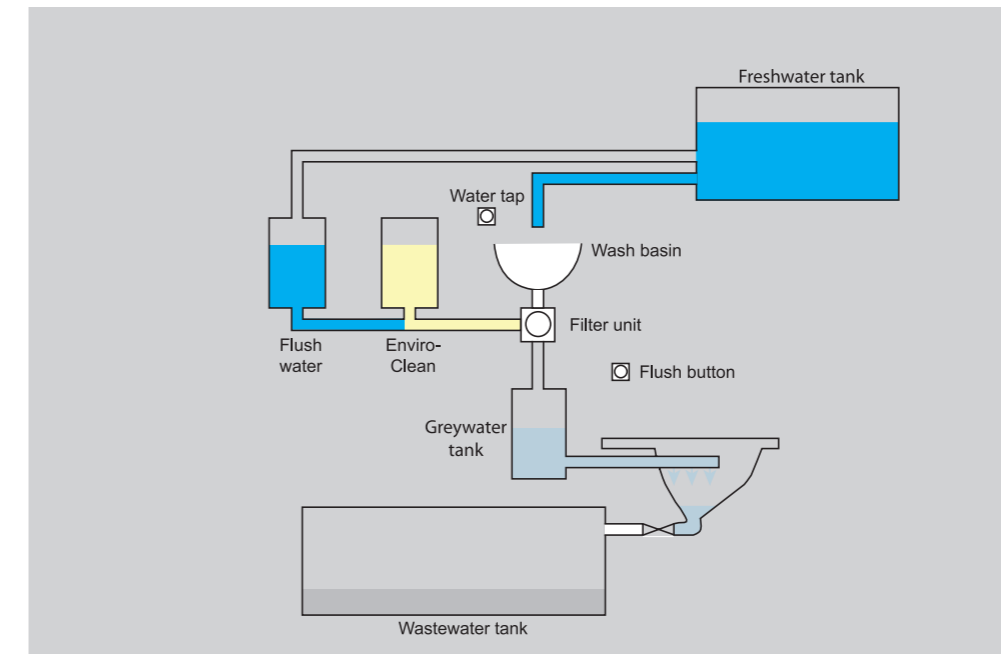 Freshwater tank
Water tap
Wash basin
Filter unit
Flush
water
Enviro-
Clean
Flush button
Greywater
tank
Wastewater tank